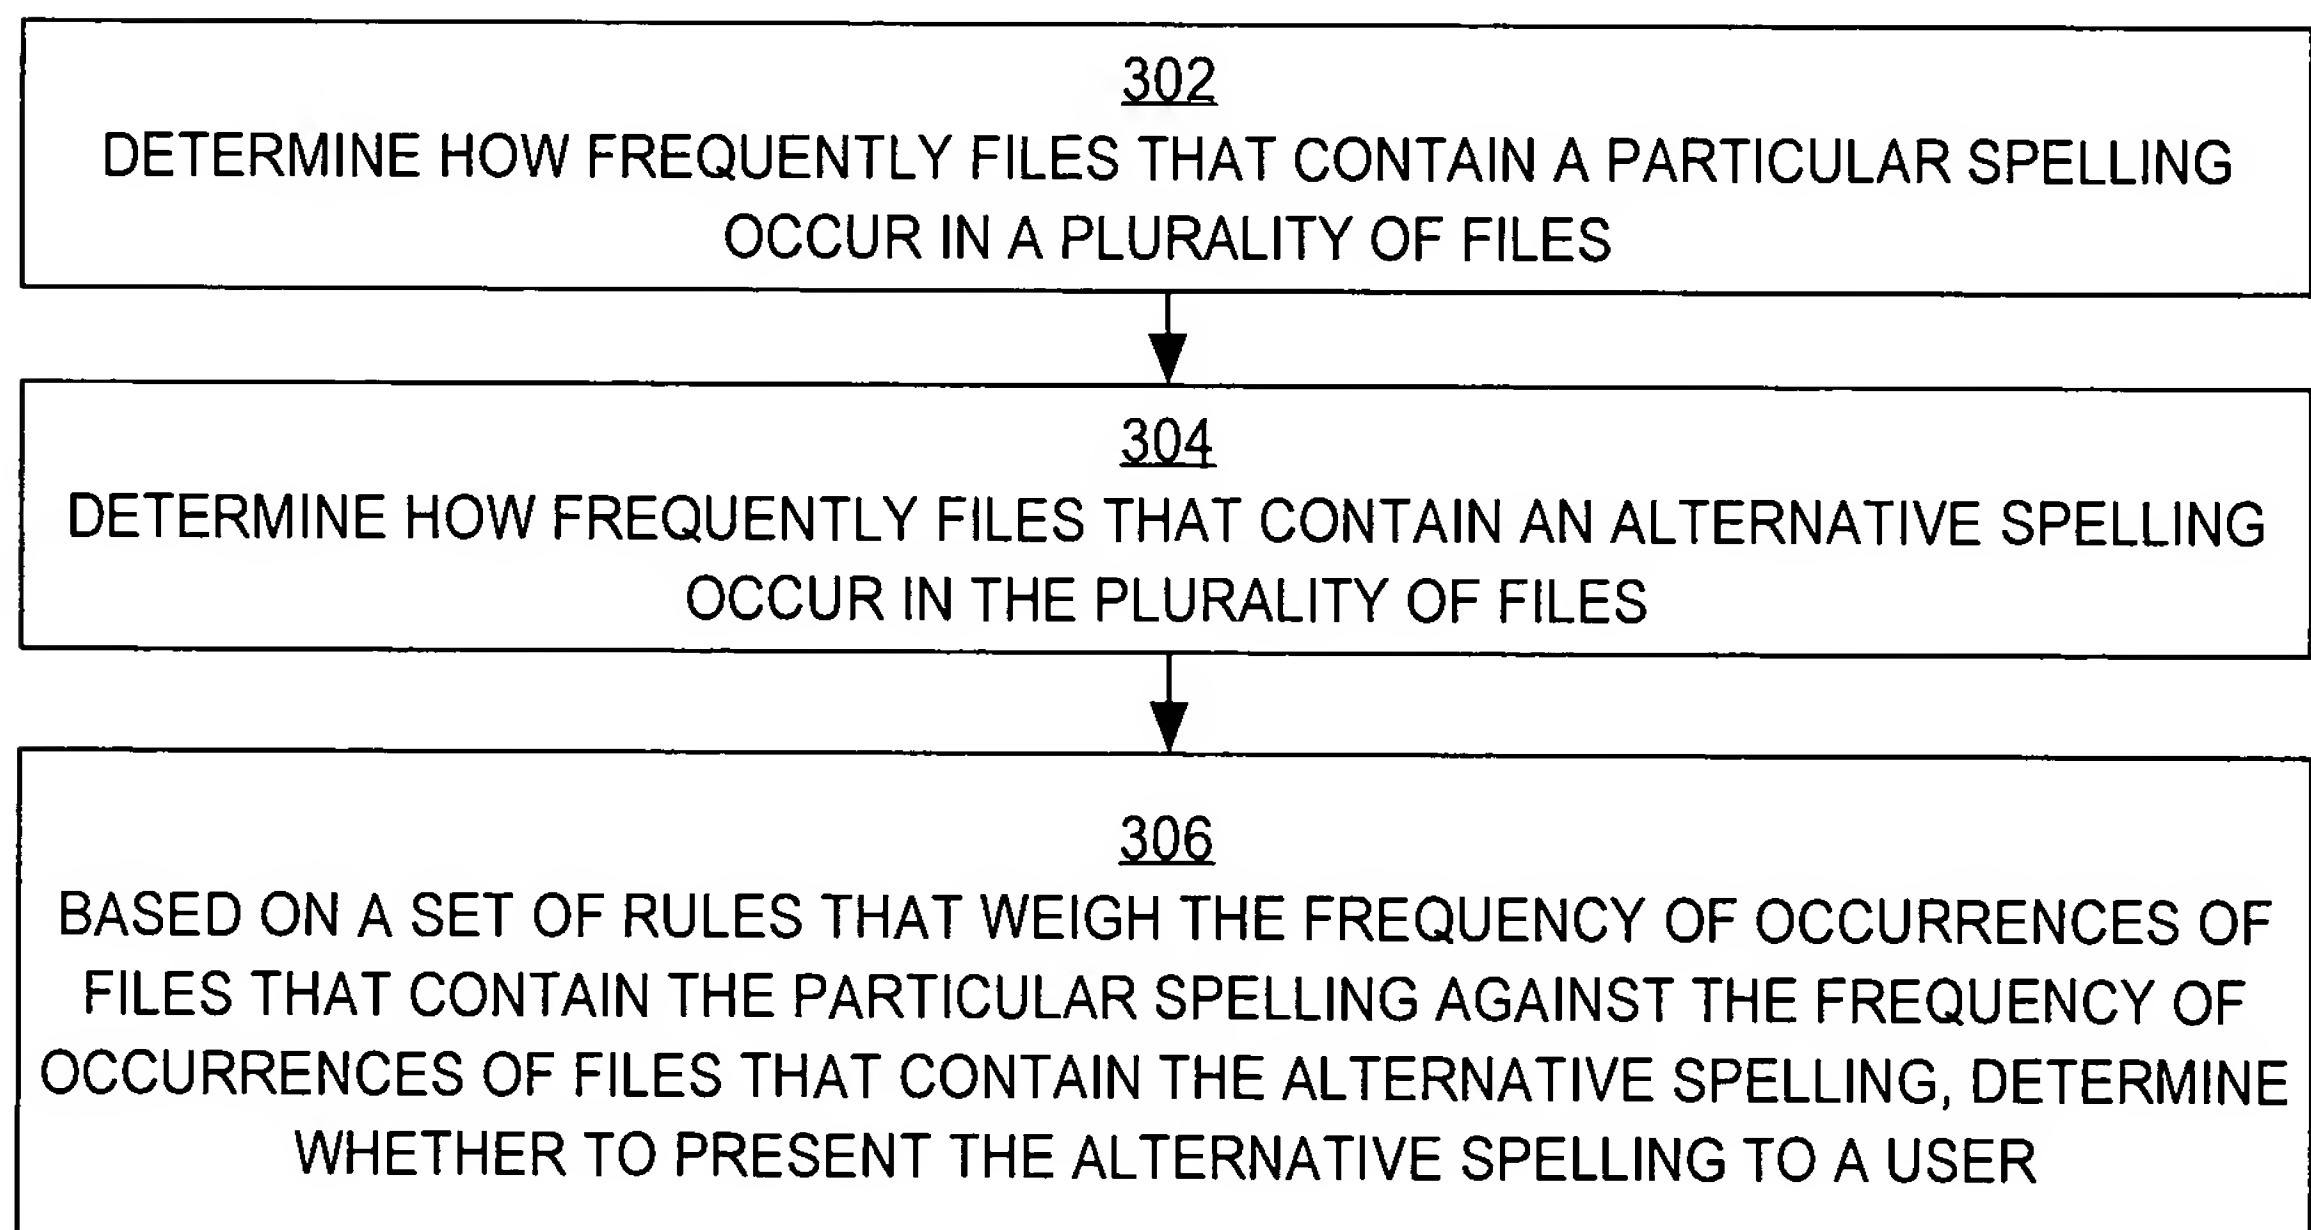 302
DETERMINE HOW FREQUENTLY FILES THAT CONTAIN A PARTICULAR SPELLING
OCCUR IN A PLURALITY OF FILES
304
DETERMINE HOW FREQUENTLY FILES THAT CONTAIN AN ALTERNATIVE SPELLING
OCCUR IN THE PLURALITY OF FILES
306
BASED ON A SET OF RULES THAT WEIGH THE FREQUENCY OF OCCURRENCES OF
FILES THAT CONTAIN THE PARTICULAR SPELLING AGAINST THE FREQUENCY OF
OCCURRENCES OF FILES THAT CONTAIN THE ALTERNATIVE SPELLING, DETERMINE
WHETHER TO PRESENT THE ALTERNATIVE SPELLING TO A USER